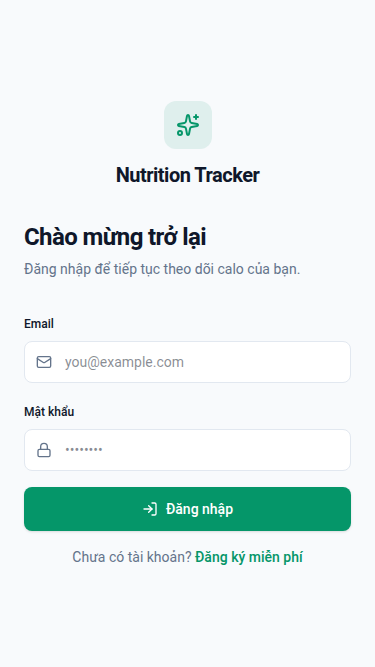 Nutrition Tracker
Chào mừng trở lại
Đăng nhập để tiếp tục theo dõi calo của bạn.
Email
you@example.com
Mật khẩu
••••••••
Đăng nhập
Chưa có tài khoản? Đăng ký miễn phí